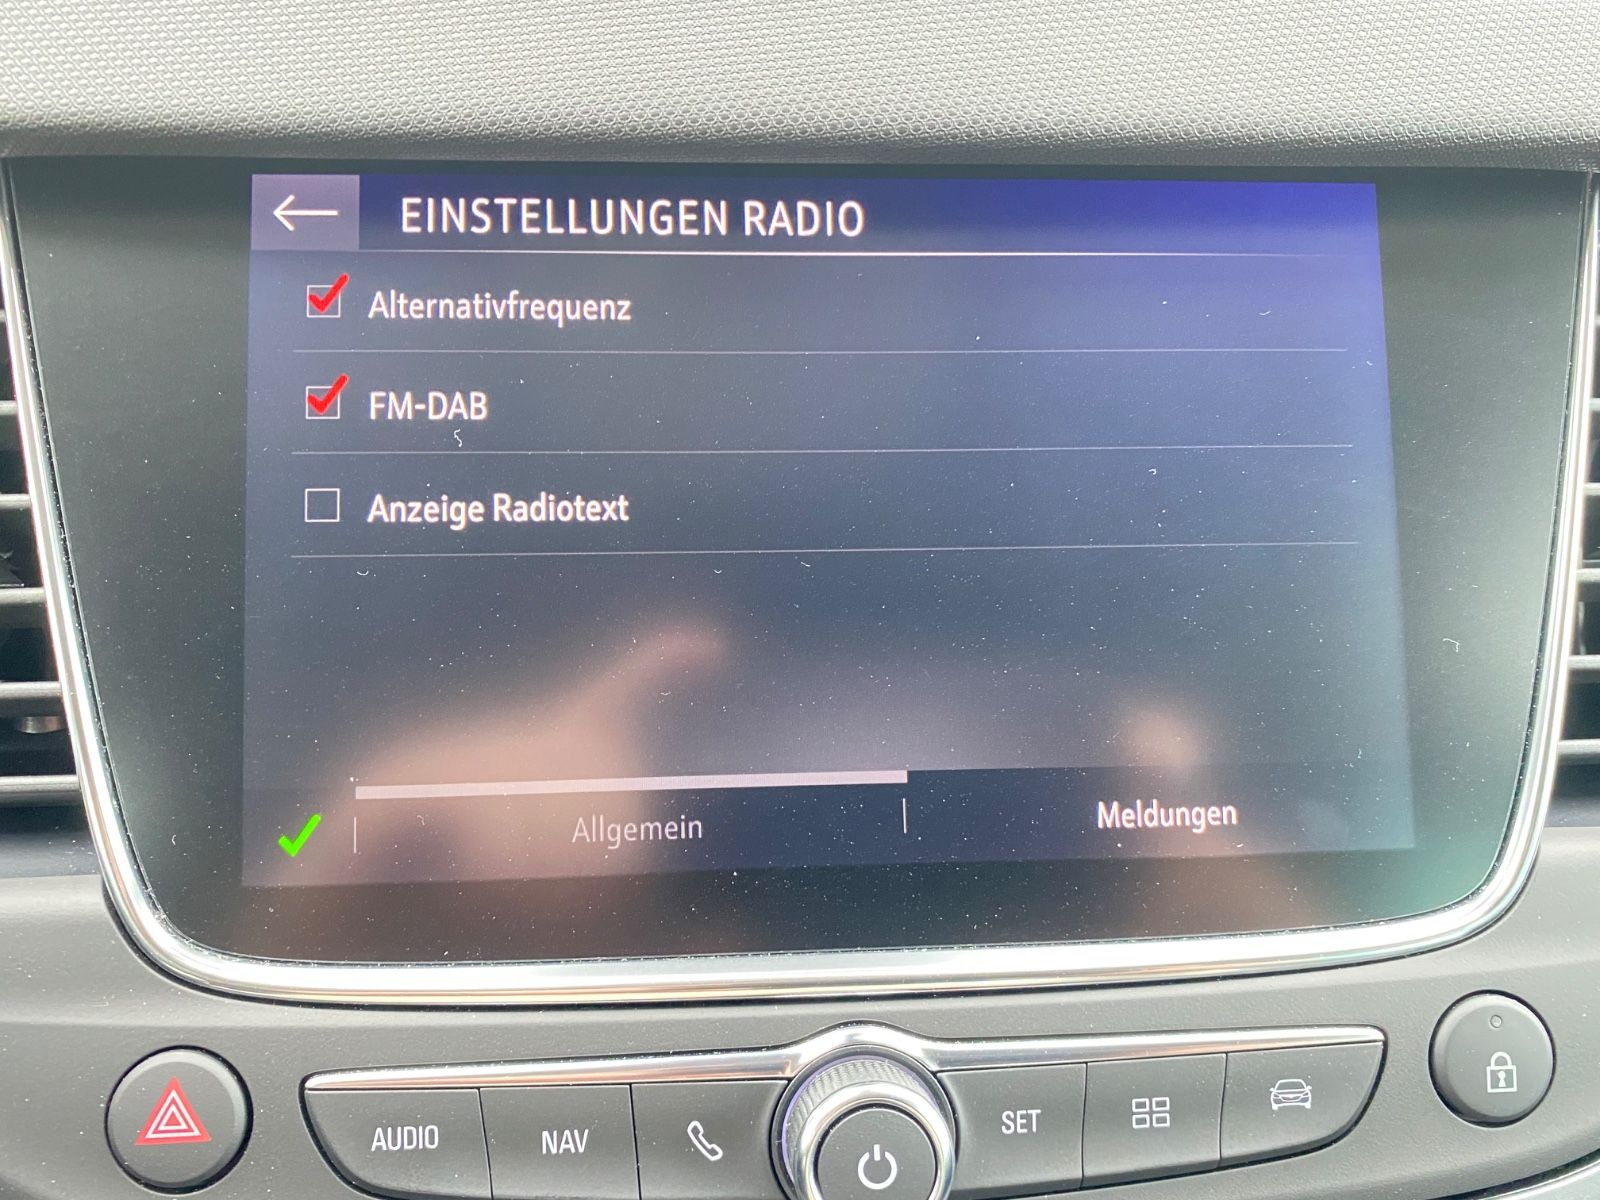 EINSTELLUNGEN RADIO
Alternativfrequenz
FM-DAB
Anzeige Radiotext
Allgemein
Meldungen
AUDIO
NAV
SET